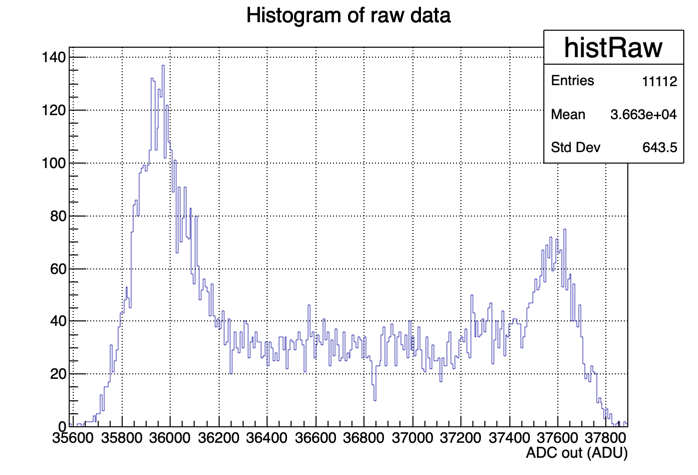 Histogram of raw data
histRaw
Entries 11112
Mean 3.663e+04
Std Dev 643.5
140
120
100
80
60
40
20
0
35600 35800 36000 36200 36400 36600 36800 37000 37200 37400 37600 37800
ADC out (ADU)